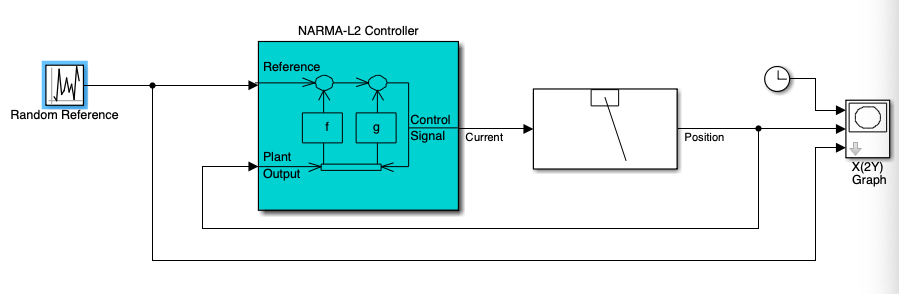 NARMA-L2 Controller
Random Reference
Reference
f
g
Control
Signal
Plant
Output
Current
Position
X(2Y)
Graph